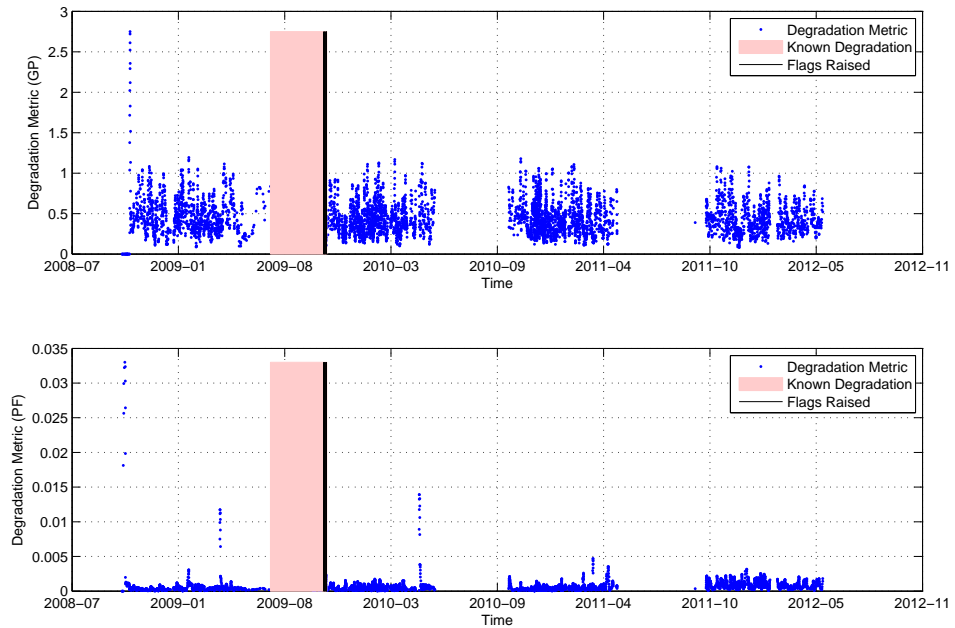 3
2.5
2
1.5
1
0.5
0
Degradation Metric (GP)
Degradation Metric
Known Degradation
Flags Raised
2008–07 2009–01 2009–08 2010–03 2010–09 2011–04 2011–10 2012–05 2012–11
Time
0.035
0.03
0.025
0.02
0.015
0.01
0.005
0
Degradation Metric (PF)
Degradation Metric
Known Degradation
Flags Raised
2008–07 2009–01 2009–08 2010–03 2010–09 2011–04 2011–10 2012–05 2012–11
Time